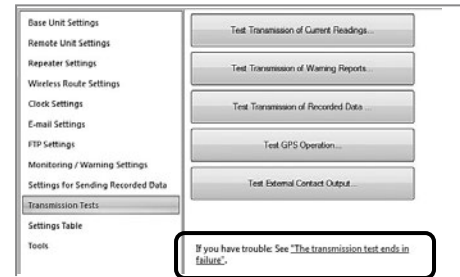 Base Unit Settings
Remote Unit Settings
Repeater Settings
Wireless Route Settings
Clock Settings
E-mail Settings
FTP Settings
Monitoring / Warning Settings
Settings for Sending Recorded Data
Transmission Tests
Settings Table
Tools
Test Transmission of Current Readings...
Test Transmission of Warning Reports...
Test Transmission of Recorded Data ...
Test GPS Operation...
Test External Contact Output...
If you have trouble: See "The transmission test ends in
failure".